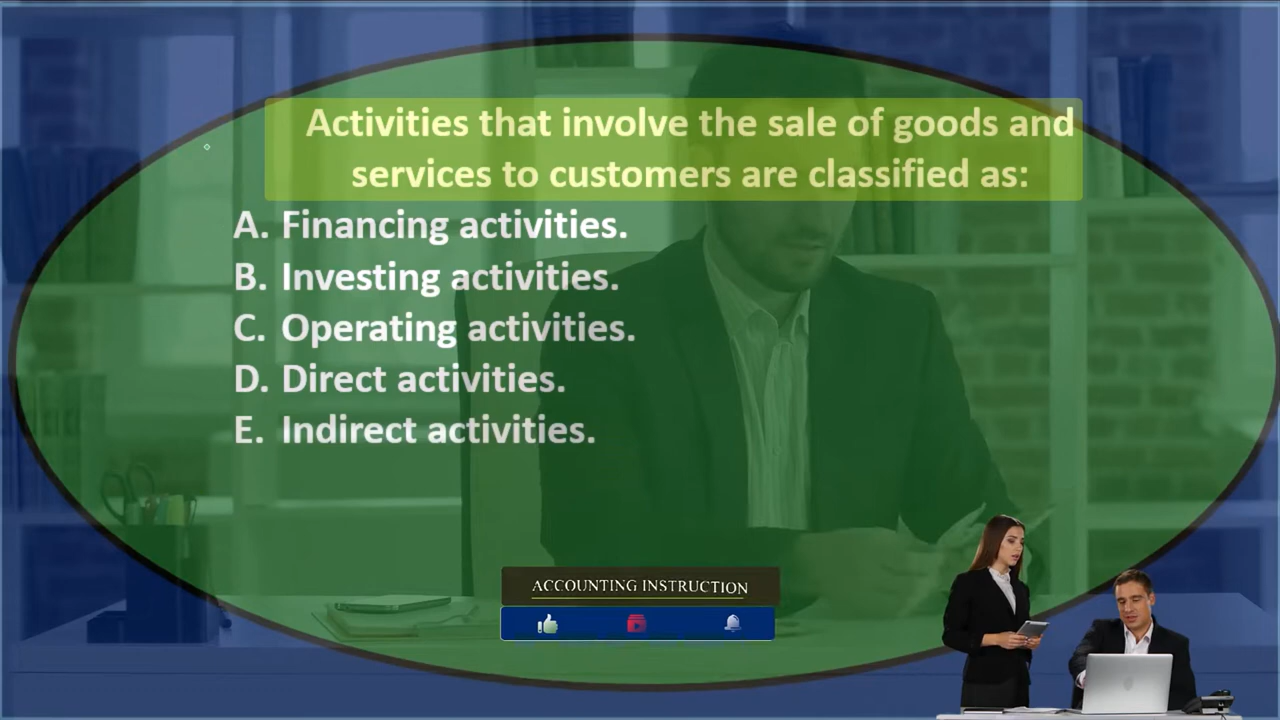 Activities that involve the sale of goods and
services to customers are classified as:
A. Financing activities.
B. Investing activities.
C. Operating activities.
D. Direct activities.
E. Indirect activities.
ACCOUNTING INSTRUCTION